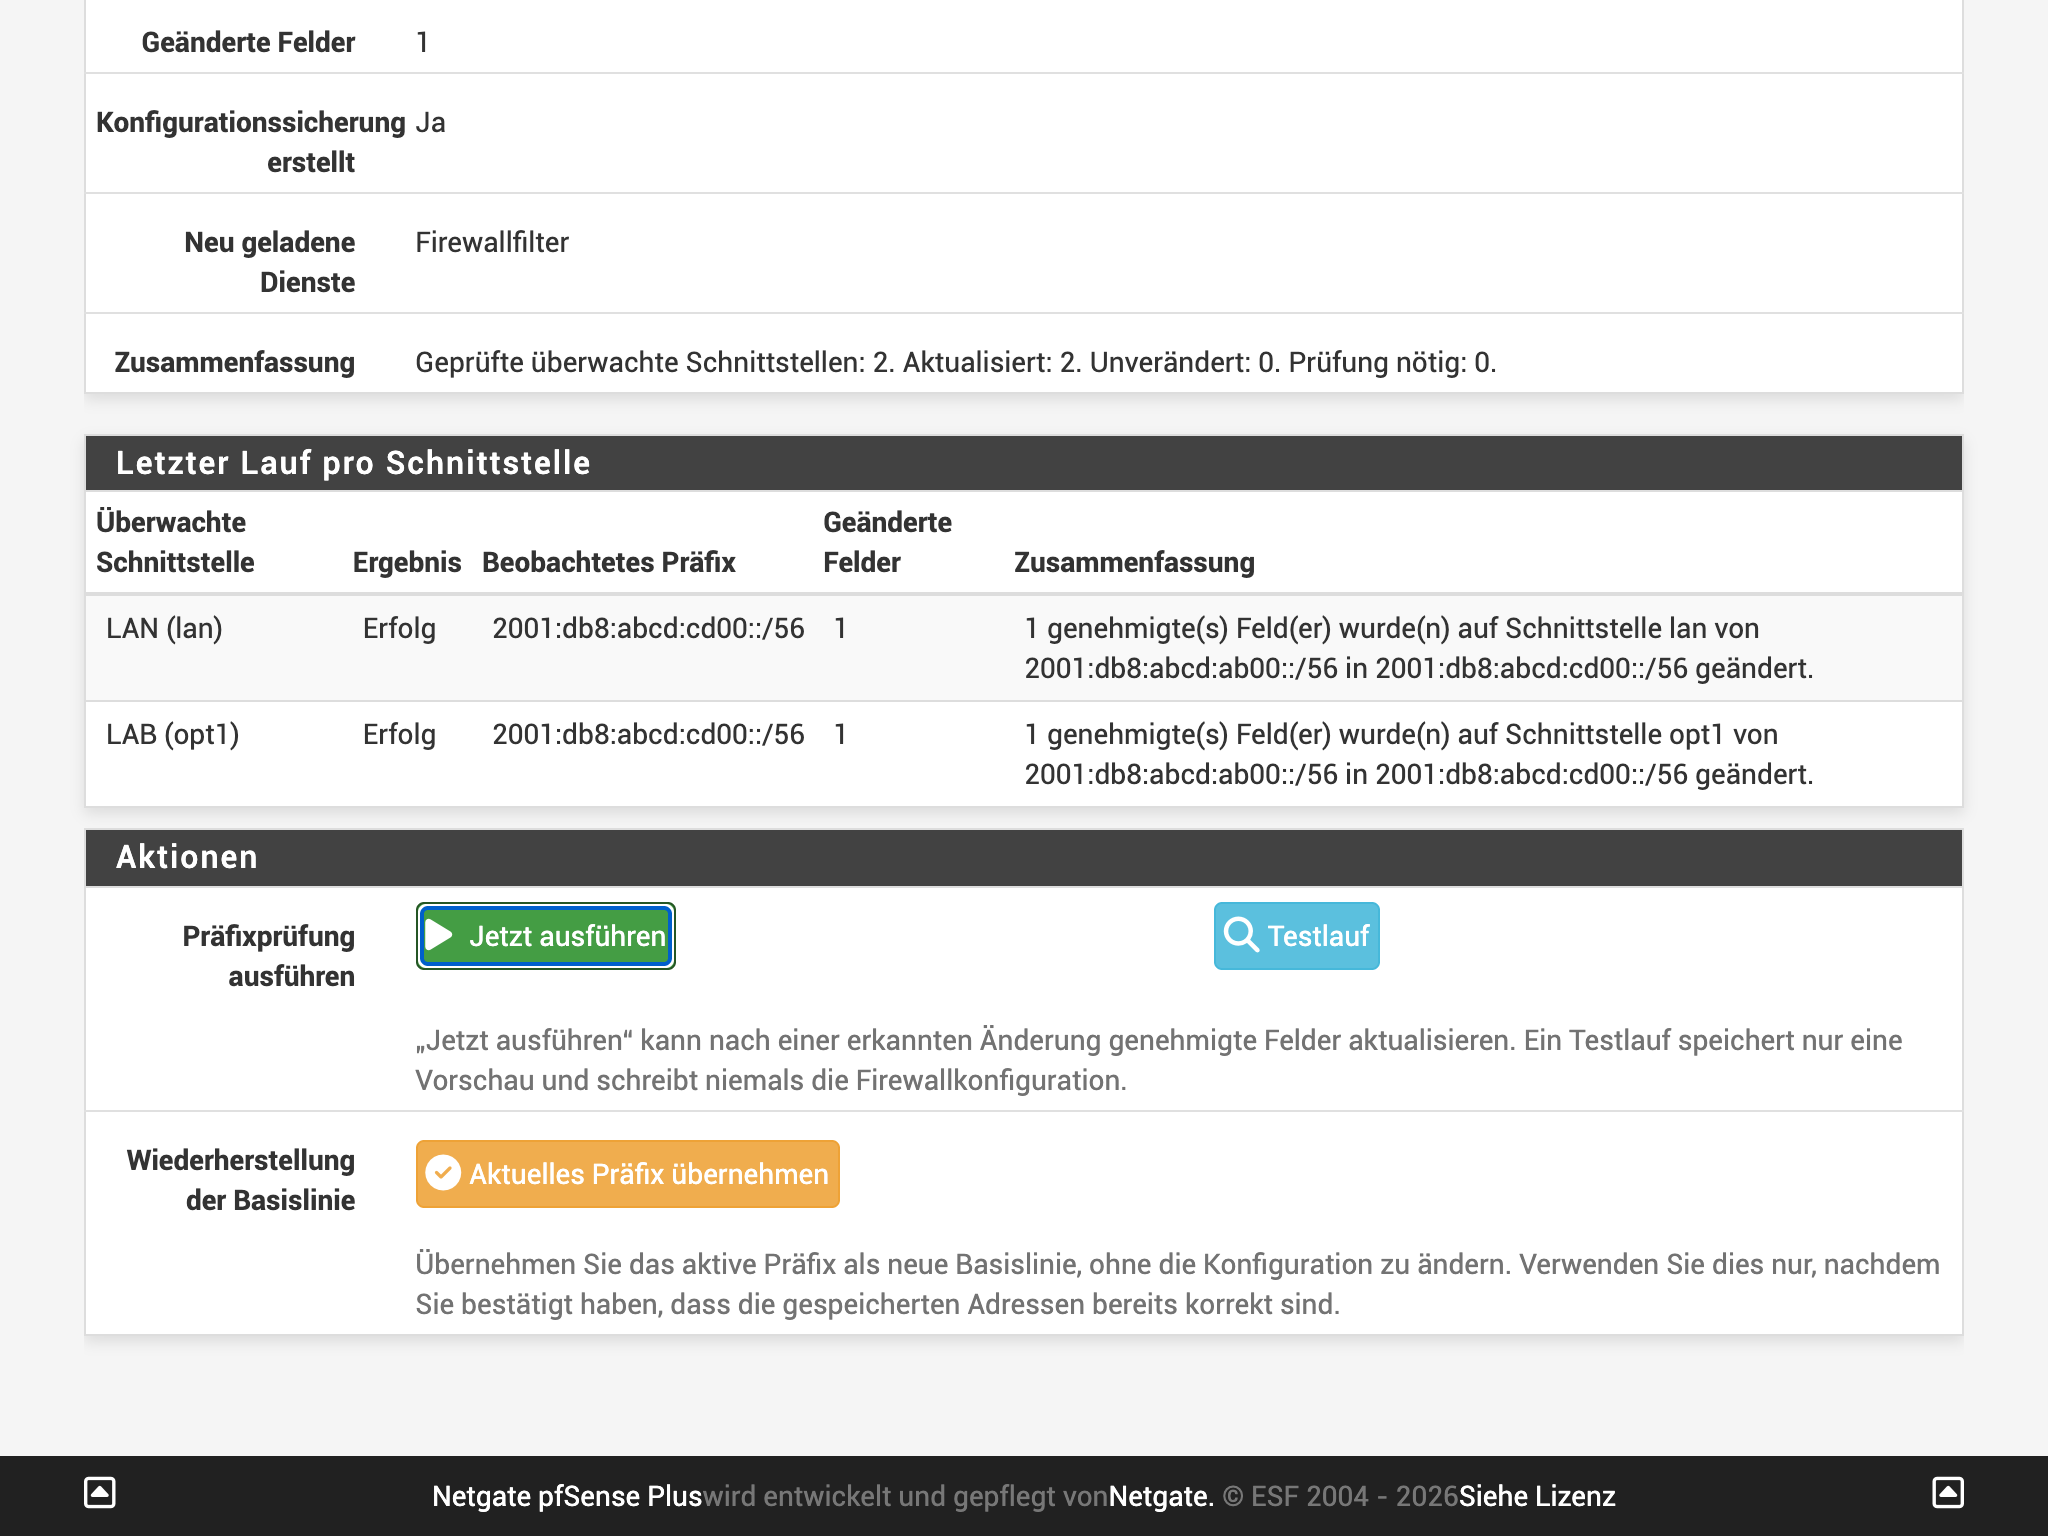 Geänderte Felder 1
Konfigurationssicherung Ja
erstellt
Neu geladene Firewallfilter
Dienste
Zusammenfassung Geprüfte überwachte Schnittstellen: 2. Aktualisiert: 2. Unverändert: 0. Prüfung nötig: 0.
Letzter Lauf pro Schnittstelle
Überwachte Geänderte
Schnittstelle Ergebnis Beobachtetes Präfix Felder Zusammenfassung
LAN (lan) Erfolg 2001:db8:abcd:cd00::/56 1 1 genehmigte(s) Feld(er) wurde(n) auf Schnittstelle lan von
2001:db8:abcd:ab00::/56 in 2001:db8:abcd:cd00::/56 geändert.
LAB (opt1) Erfolg 2001:db8:abcd:cd00::/56 1 1 genehmigte(s) Feld(er) wurde(n) auf Schnittstelle opt1 von
2001:db8:abcd:ab00::/56 in 2001:db8:abcd:cd00::/56 geändert.
Aktionen
Präfixprüfung Jetzt ausführen Testlauf
ausführen
„Jetzt ausführen“ kann nach einer erkannten Änderung genehmigte Felder aktualisieren. Ein Testlauf speichert nur eine
Vorschau und schreibt niemals die Firewallkonfiguration.
Wiederherstellung Aktuelles Präfix übernehmen
der Basislinie
Übernehmen Sie das aktive Präfix als neue Basislinie, ohne die Konfiguration zu ändern. Verwenden Sie dies nur, nachdem
Sie bestätigt haben, dass die gespeicherten Adressen bereits korrekt sind.
Netgate pfSense Pluswird entwickelt und gepflegt vonNetgate. © ESF 2004 - 2026Siehe Lizenz